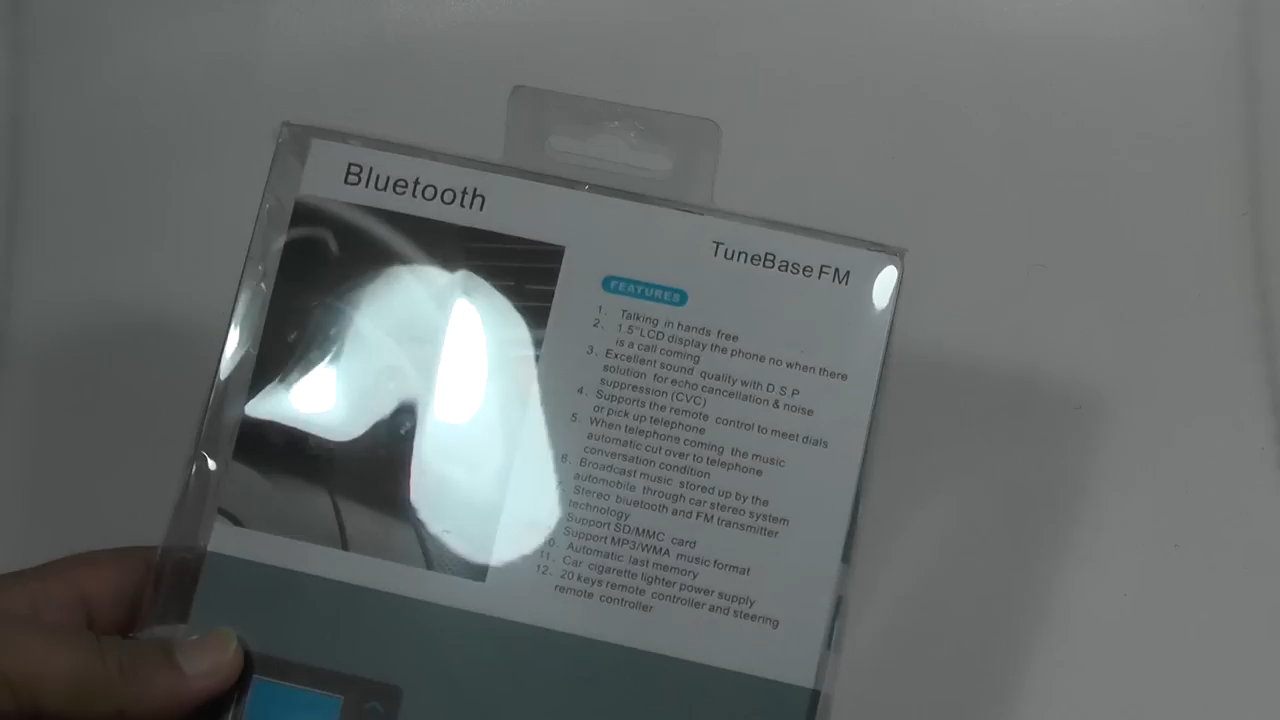 Bluetooth
TuneBase FM
FEATURES
1. Talking in hands free
2. 1.5"LCD display the phone no when there
is a call coming
3. Excellent sound quality with D.S.P
solution for echo cancellation & noise
suppression (CVC)
4. Supports the remote control to meet dials
or pick up telephone
5. When telephone coming the music
automatic cut over to telephone
conversation condition
6. Broadcast music stored up by the
automobile through car stereo system
Stereo bluetooth and FM transmitter
technology
Support SD/MMC card
Support MP3/WMA music format
10. Automatic last memory
11. Car cigarette lighter power supply
12. 20 keys remote controller and steering
remote controller